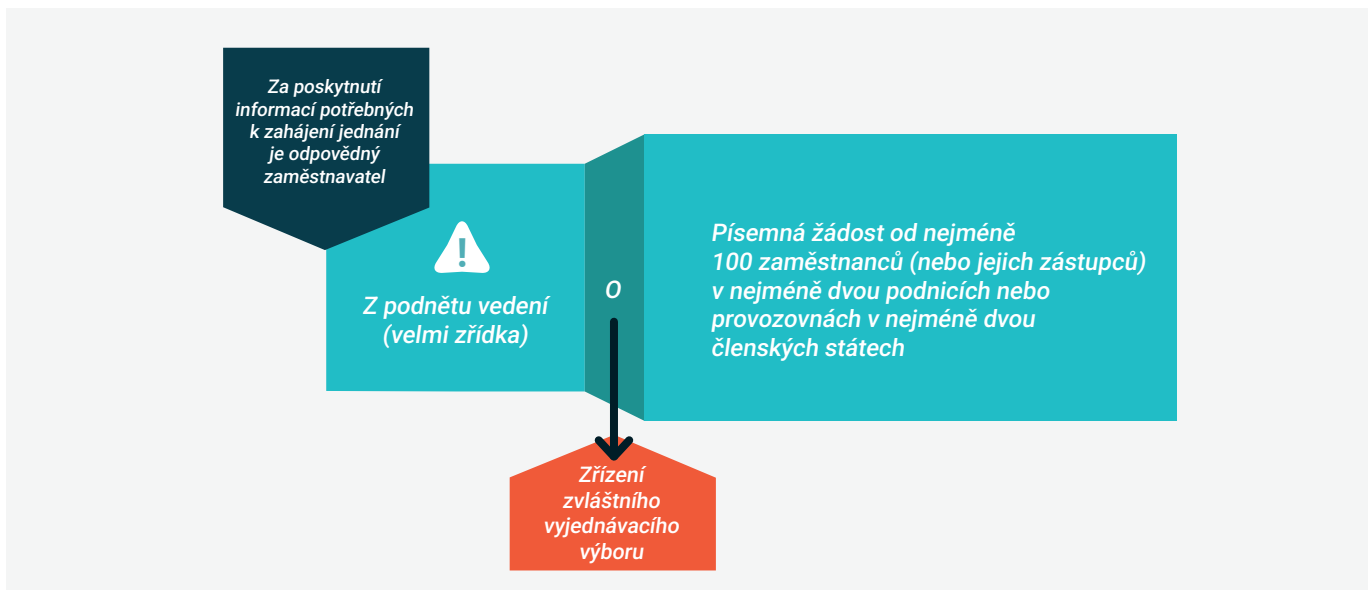 Za poskytnutí
informací potřebných
k zahájení jednání
je odpovědný
zaměstnavatel
!
Z podnětu vedení
(velmi zřídka)
O
Písemná žádost od nejméně
100 zaměstnanců (nebo jejich zástupců)
v nejméně dvou podnicích nebo
provozovnách v nejméně dvou
členských státech
Zřízení
zvláštního
vyjednávacího
výboru